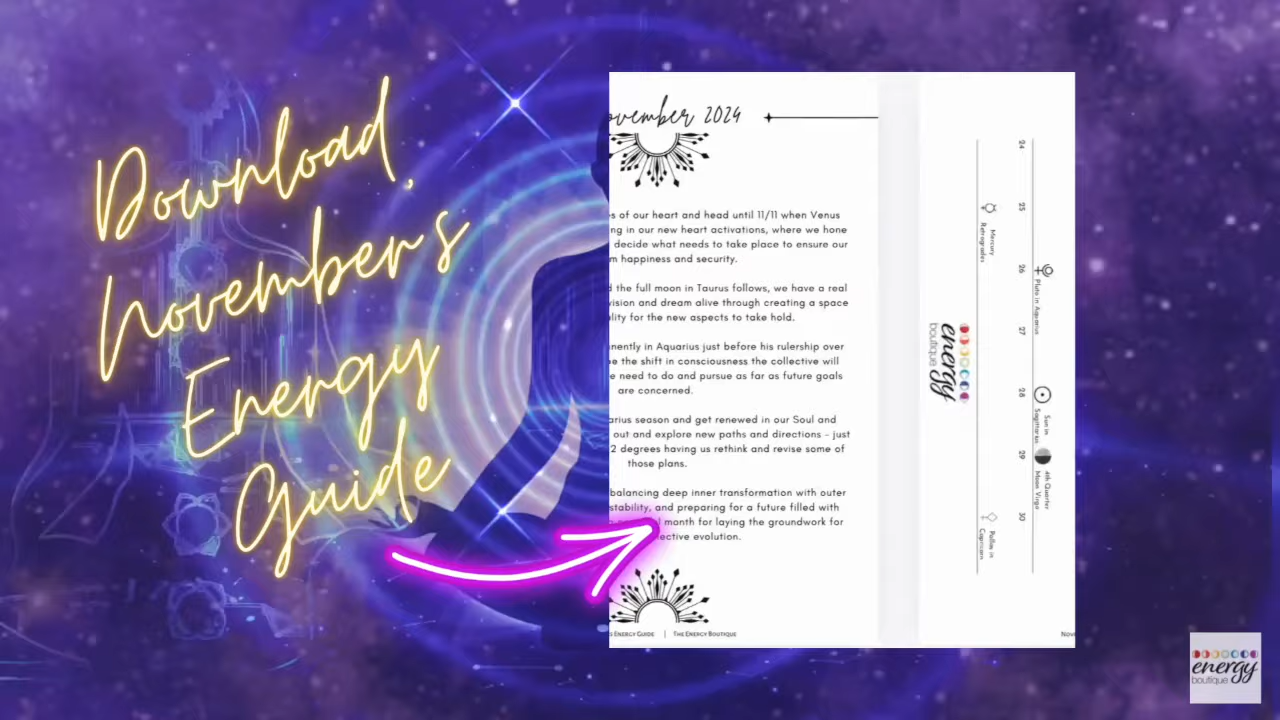 Download,
November's
Energy
Guide
ovember 2024
s of our heart and head until 11/11 when Venus
ng in our new heart activations, where we hone
decide what needs to take place to ensure our
m happiness and security.
d the full moon in Taurus follows, we have a real
vision and dream alive through creating a space
lity for the new aspects to take hold.
nently in Aquarius just before his rulership over
be the shift in consciousness the collective will
e need to do and pursue as far as future goals
are concerned.
arius season and get renewed in our Soul and
out and explore new paths and directions - just
2 degrees having us rethink and revise some of
those plans.
balancing deep inner transformation with outer
stability, and preparing for a future filled with
month for laying the groundwork for
lective evolution.
s Energy Guide | The Energy Boutique
24
25
26
27
28
29
30
Pluto in Aquarius
Sun in
Sagittarius
4th Quarter
Moon Virgo
Mercury
Retrogrades
Pallas in
Capricorn
energy
boutique
Nov
energy
boutique